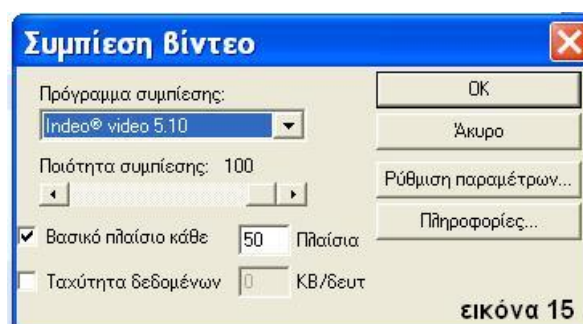 Συμπίεση βίντεο
Πρόγραμμα συμπίεσης:
Indeo® video 5.10
Ποιότητα συμπίεσης: 100
Βασικό πλαίσιο κάθε 50 Πλαίσια
Ταχύτητα δεδομένων 0 KB/δευτ
OK
Άκυρο
Ρύθμιση παραμέτρων...
Πληροφορίες...
εικόνα 15